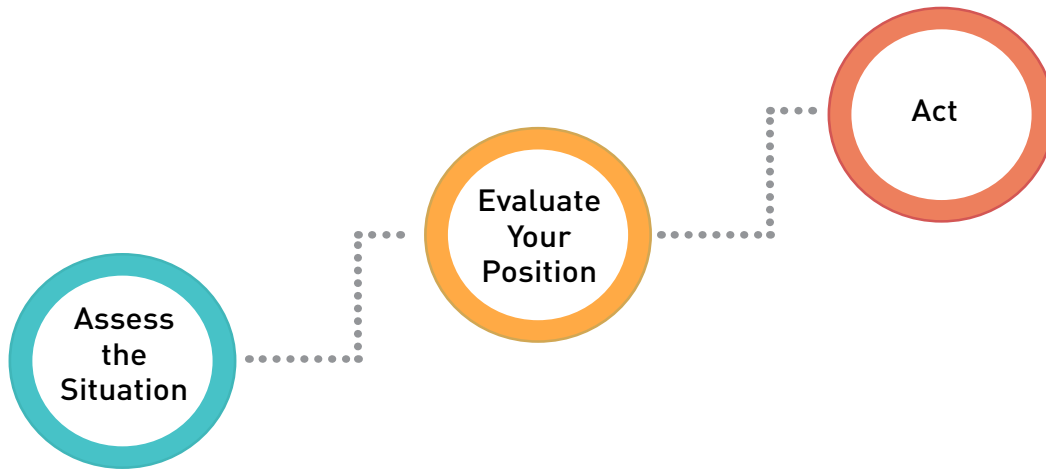 Assess
the
Situation
Evaluate
Your
Position
Act